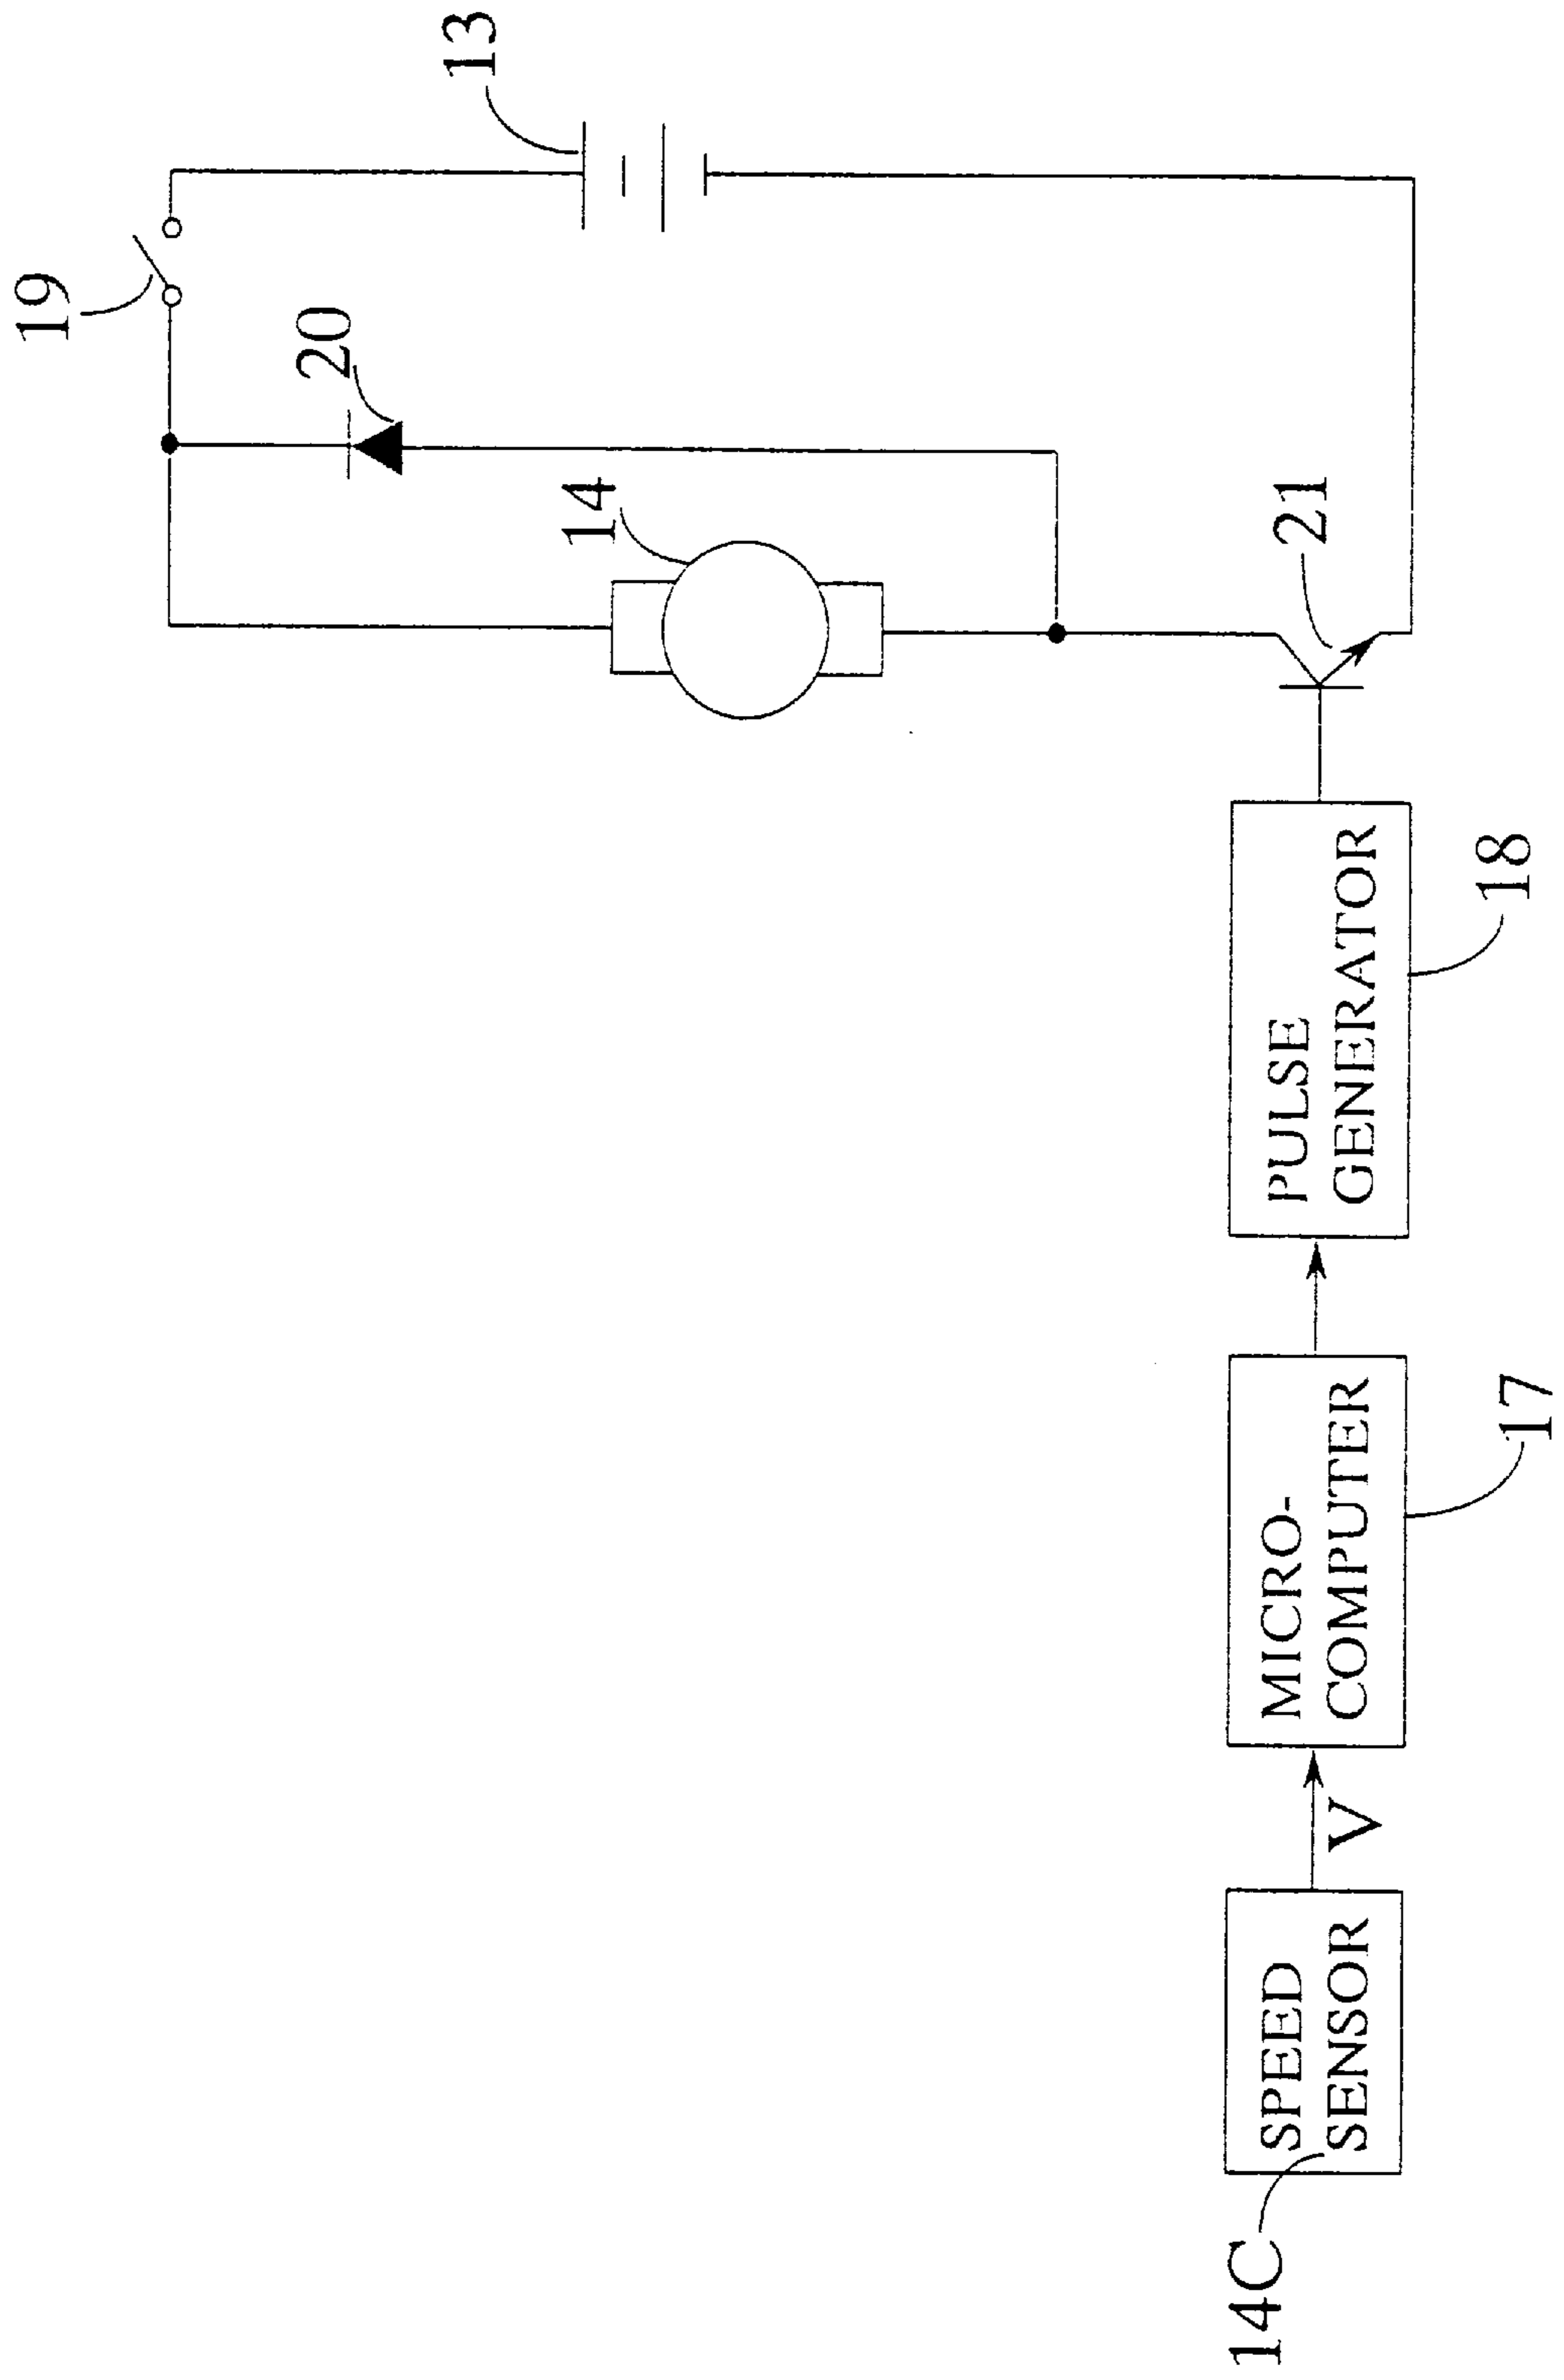 19
20
13
14
21
14C
SPEED
SENSOR
V
MICRO-
COMPUTER
17
PULSE
GENERATOR
18